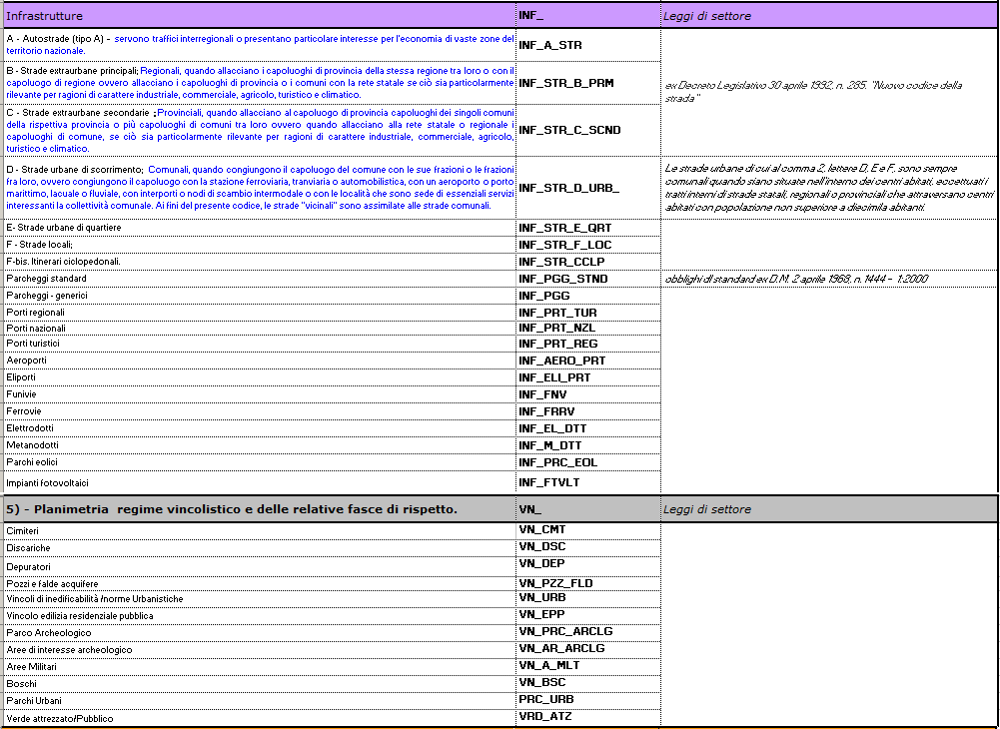 Infrastrutture INF_ Leggi di settore
A - Autostrade (tipo A) - servono traffici interregionali o presentano particolare interesse per l'economia di vaste zone del
territorio nazionale.
INF_A_STR
B - Strade extraurbane principali; Regionali, quando allacciano i capoluoghi di provincia della stessa regione tra loro o con il
capoluogo di regione ovvero allacciano i capoluoghi di provincia o i comuni con la rete statale se ciò sia particolarmente
rilevante per ragioni di carattere industriale, commerciale, agricolo, turistico e climatico.
INF_STR_B_PRM
ex Decreto Legislativo 30 aprile 1992, n. 285. "Nuovo codice della
strada"
C - Strade extraurbane secondarie ; Provinciali, quando allacciano al capoluogo di provincia capoluoghi dei singoli comuni
della rispettiva provincia o più capoluoghi di comuni tra loro ovvero quando allacciano alla rete statale o regionale i
capoluoghi di comune, se ciò sia particolarmente rilevante per ragioni di carattere industriale, commerciale, agricolo,
turistico e climatico.
INF_STR_C_SCND
D - Strade urbane di scorrimento; Comunali, quando congiungono il capoluogo del comune con le sue frazioni o le frazioni
fra loro, ovvero congiungono il capoluogo con la stazione ferroviaria, tranviaria o automobilistica, con un aeroporto o porto
marittimo, lacuale o fluviale, con interporti o nodi di scambio intermodale o con le località che sono sede di essenziali servizi
interessanti la collettività comunale. Ai fini del presente codice, le strade "vicinali" sono assimilate alle strade comunali.
INF_STR_D_URB_
Le strade urbane di cui al comma 2, lettere D, E e F, sono sempre
comunali quando siano situate nell'interno dei centri abitati, eccettuati i
tratti interni di strade statali, regionali o provinciali che attraversano centri
abitati con popolazione non superiore a diecimila abitanti.
E- Strade urbane di quartiere INF_STR_E_QRT
F - Strade locali; INF_STR_F_LOC
F-bis. Itinerari ciclopedonali. INF_STR_CCLP
Parcheggi standard INF_PGG_STND obblighi di standard ex D.M. 2 aprile 1968, n. 1444 - 1:2000
Parcheggi - generici INF_PGG
Porti regionali INF_PRT_TUR
Porti nazionali INF_PRT_NZL
Porti turistici INF_PRT_REG
Aeroporti INF_AERO_PRT
Eliporti INF_ELI_PRT
Funivie INF_FNV
Ferrovie INF_FRRV
Elettrodotti INF_EL_DTT
Metanodotti INF_M_DTT
Parchi eolici INF_PRC_EOL
Impianti fotovoltaici INF_FTVLT
5) - Planimetria regime vincolistico e delle relative fasce di rispetto. VN_ Leggi di settore
Cimiteri VN_CMT
Discariche VN_DSC
Depuratori VN_DEP
Pozzi e falde acquifere VN_PZZ_FLD
Vincoli di inedificabilità /norme Urbanistiche VN_URB
Vincolo edilizia residenziale pubblica VN_EPP
Parco Archeologico VN_PRC_ARCLG
Aree di interesse archeologico VN_AR_ARCLG
Aree Militari VN_A_MLT
Boschi VN_BSC
Parchi Urbani PRC_URB
Verde attrezzato/Pubblico VRD_ATZ